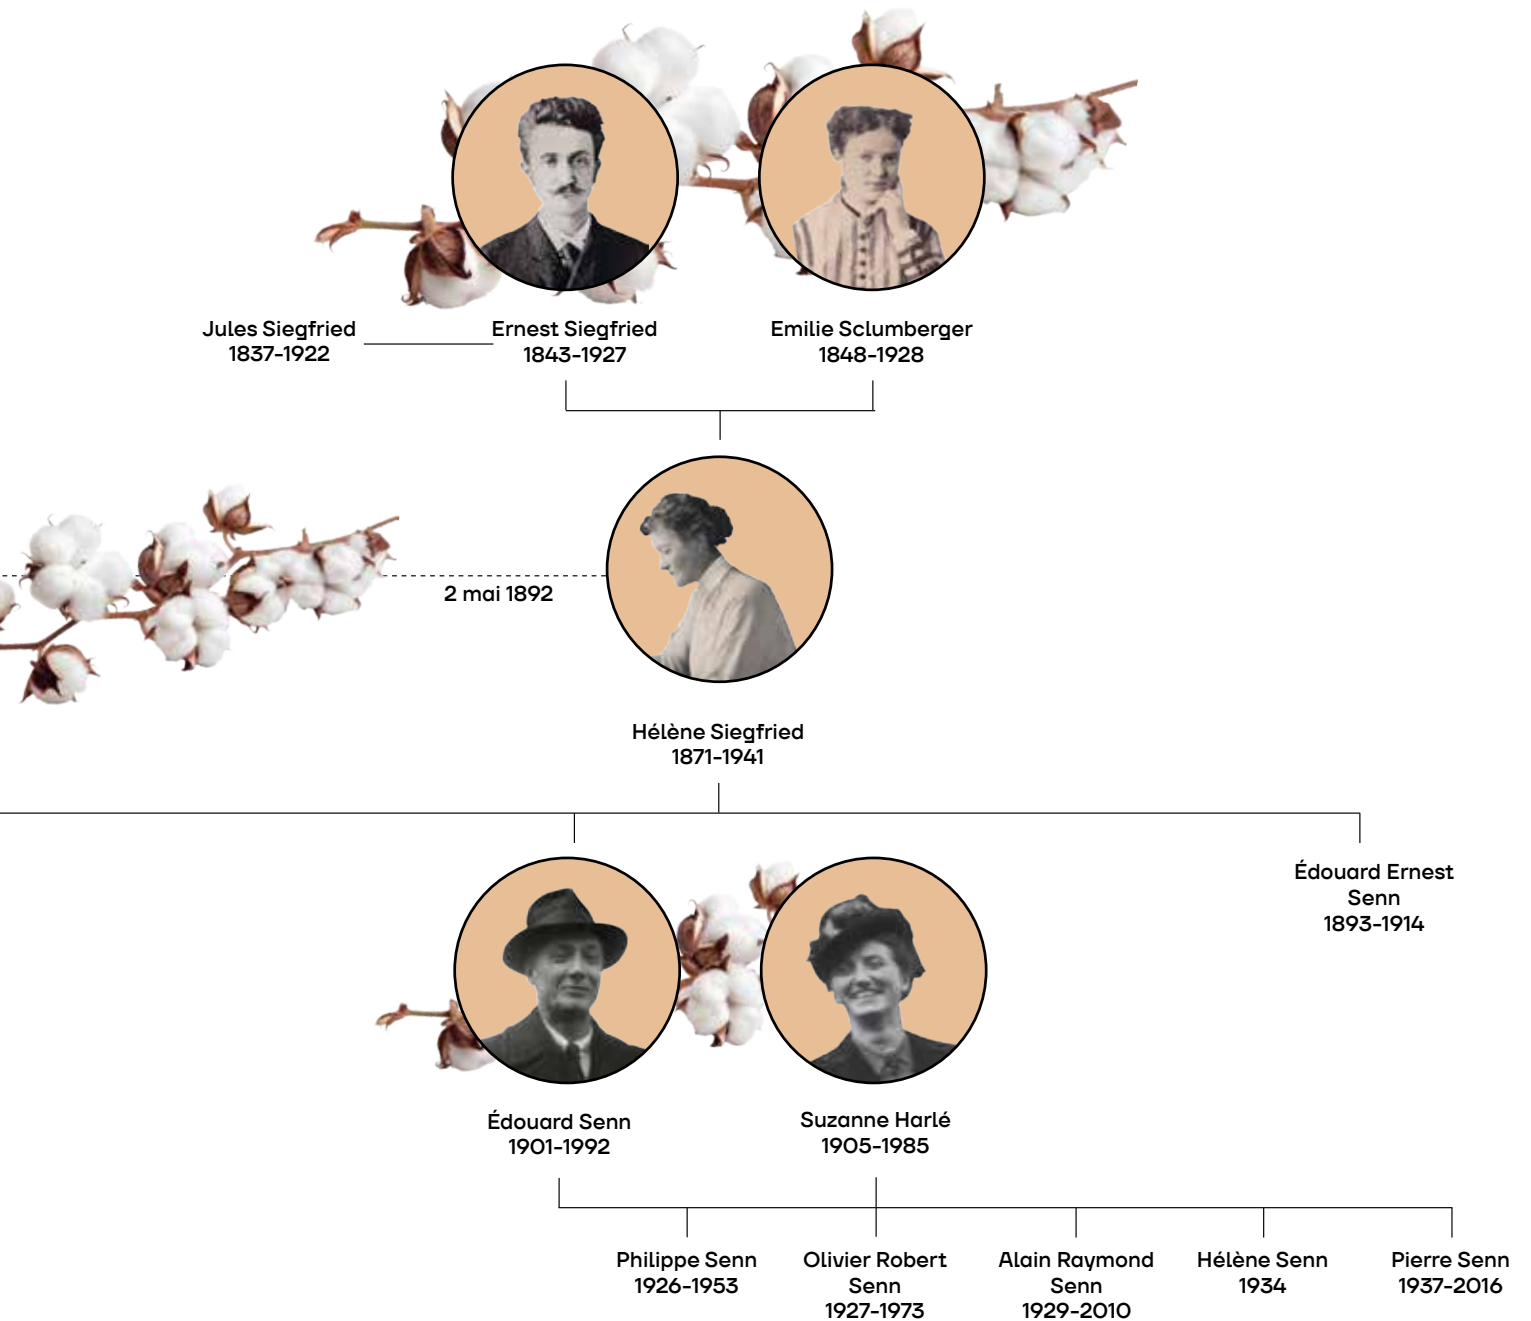 Jules Siegfried
1837-1922
Ernest Siegfried
1843-1927
Emilie Sclumberger
1848-1928
2 mai 1892
Hélène Siegfried
1871-1941
Édouard Ernest
Senn
1893-1914
Édouard Senn
1901-1992
Suzanne Harlé
1905-1985
Philippe Senn
1926-1953
Olivier Robert
Senn
1927-1973
Alain Raymond
Senn
1929-2010
Hélène Senn
1934
Pierre Senn
1937-2016